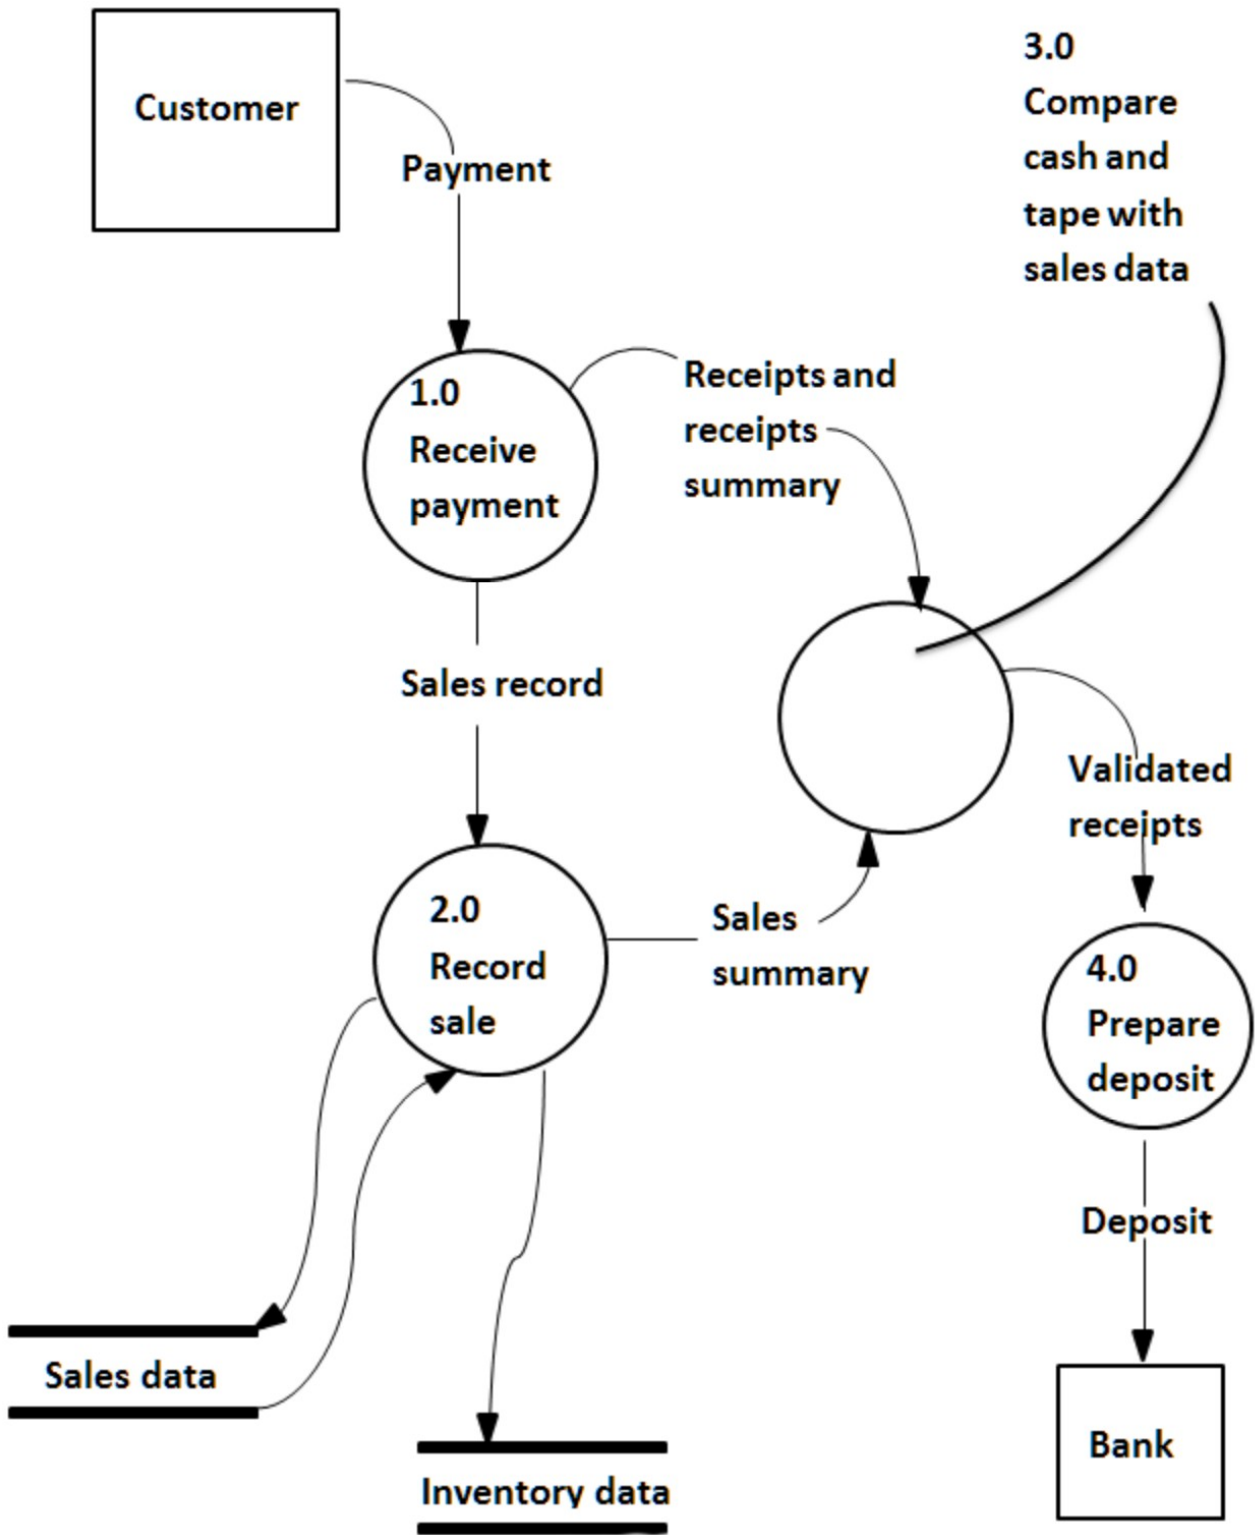 Customer
Payment
3.0
Compare
cash and
tape with
sales data
1.0
Receive
payment
Receipts and
receipts
summary
Sales record
Validated
receipts
2.0
Record
sale
Sales
summary
4.0
Prepare
deposit
Deposit
Sales data
Bank
Inventory data